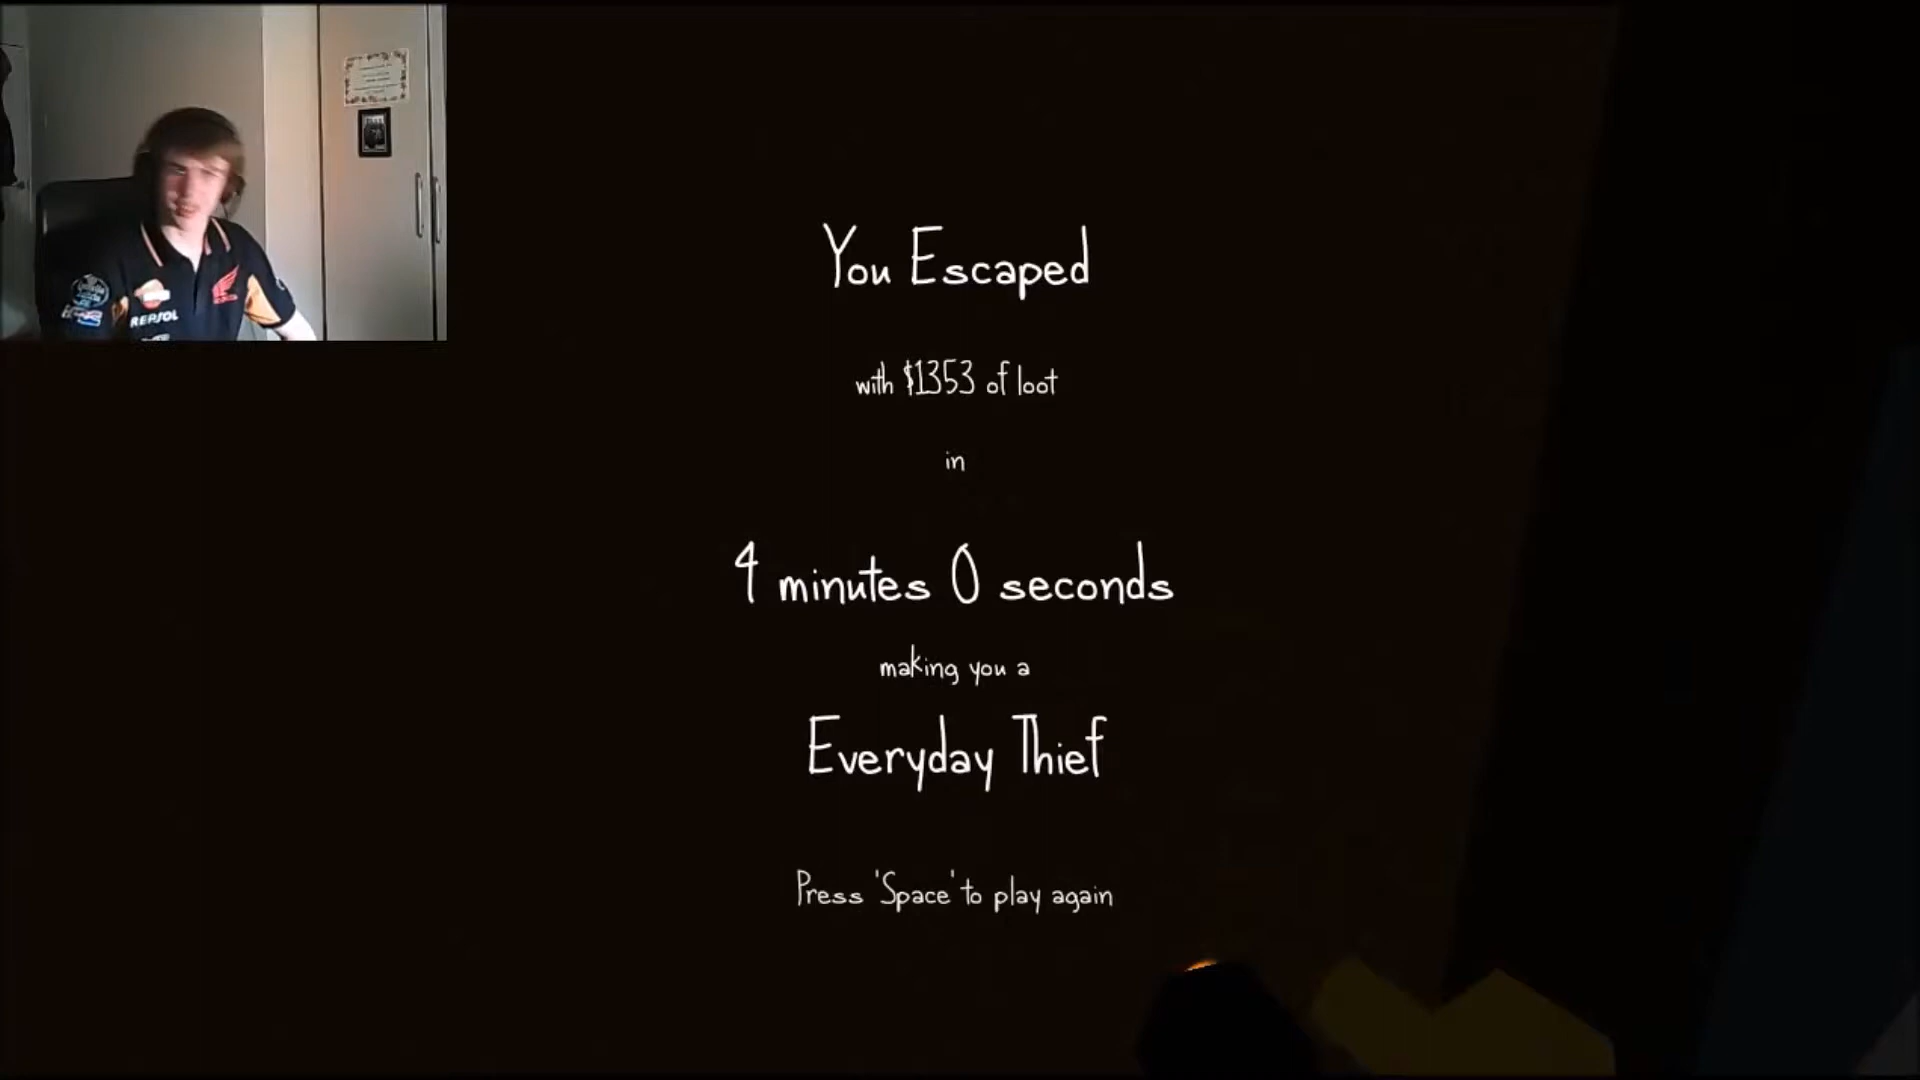 REPSOL
You Escaped
with $1353 of loot
in
4 minutes 0 seconds
making you a
Everyday Thief
Press 'Space' to play again